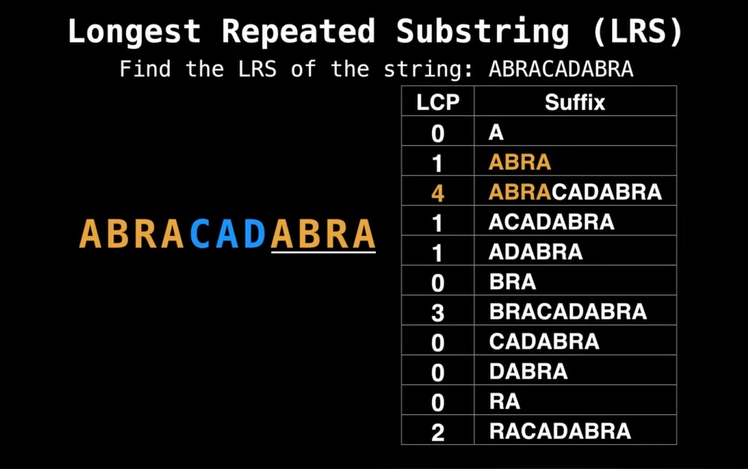 Longest Repeated Substring (LRS)
Find the LRS of the string: ABRACADABRA
LCP Suffix
0 A
1 ABRA
4 ABRACADABRA
1 ACADABRA
1 ADABRA
0 BRA
3 BRACADABRA
0 CADABRA
0 DABRA
0 RA
2 RACADABRA
ABRACADABRA